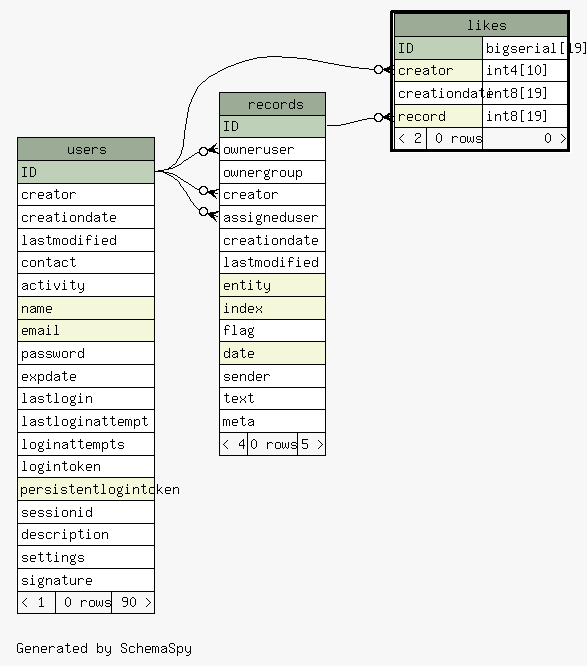 likes
ID bigserial[19]
creator int4[10]
creationdate int8[19]
record int8[19]
< 2 0 rows 0 >
records
ID
owneruser
ownergroup
creator
assigneduser
creationdate
lastmodified
entity
index
flag
date
sender
text
meta
< 4 0 rows 5 >
users
ID
creator
creationdate
lastmodified
contact
activity
name
email
password
expdate
lastlogin
lastloginattempt
loginattempts
logintoken
persistentlogintoken
sessionid
description
settings
signature
< 1 0 rows 90 >
Generated by SchemaSpy